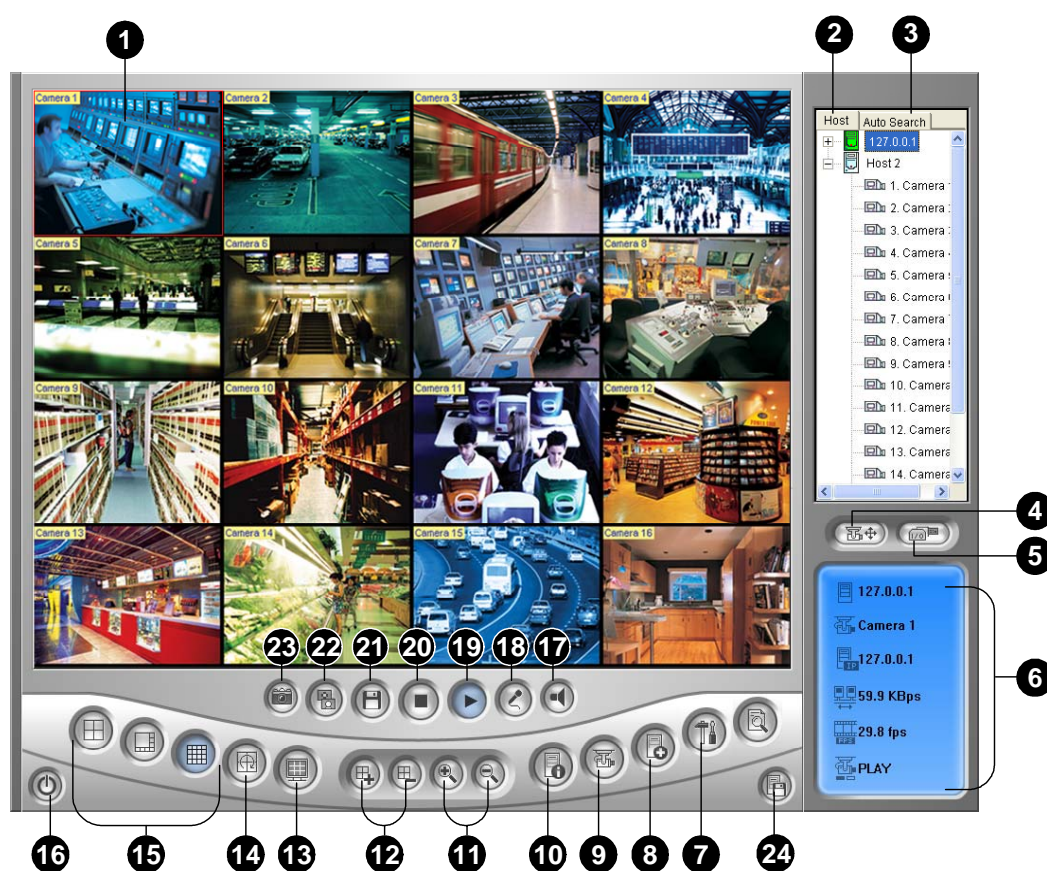 1
2
3
Camera 1
Camera 2
Camera 3
Camera 4
Camera 5
Camera 6
Camera 7
Camera 8
Camera 9
Camera 10
Camera 11
Camera 12
Camera 13
Camera 14
Camera 15
Camera 16
Host
Auto Search
127.0.0.1
Host 2
1. Camera
2. Camera
3. Camera
4. Camera
5. Camera
6. Camera
7. Camera
8. Camera
9. Camera
10. Camera
11. Camera
12. Camera
13. Camera
14. Camera
I/O
4
5
127.0.0.1
Camera 1
IP
127.0.0.1
59.9 KBps
FPS
29.8 fps
PLAY
6
23
22
21
20
19
18
17
16
15
14
13
12
11
10
9
8
7
24